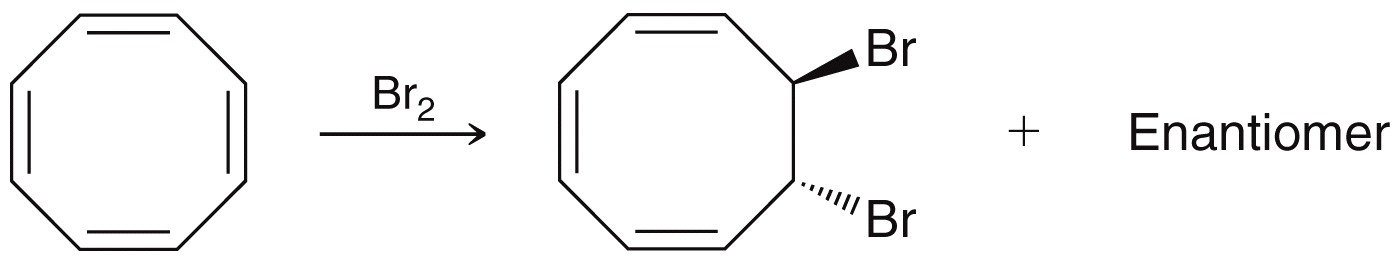 Br₂
Br
Br
+ Enantiomer